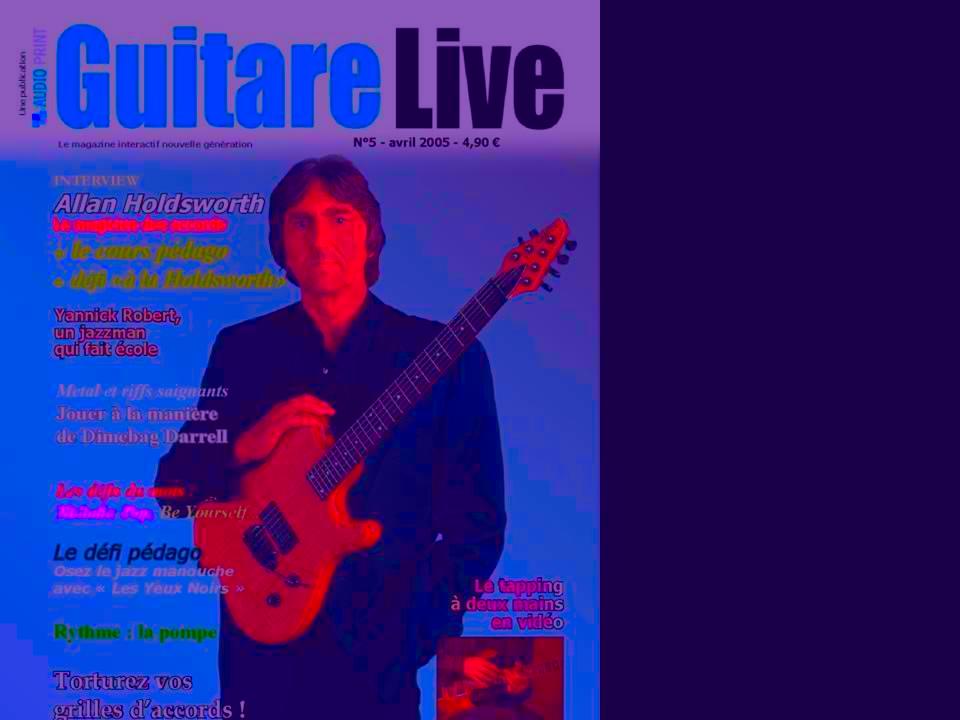 Une publication
AUDIO PRINT
Guitare Live
Le magazine interactif nouvelle génération
N°5 - avril 2005 - 4,90 €
INTERVIEW
Allan Holdsworth
Le magicien des accords
+ le cours pédago
+ défi «à la Holdsworth»
Yannick Robert,
un jazzman
qui fait école
Metal et riffs saignants
Jouer à la manière
de Dimebag Darrell
Les défis du mois :
Be Yourself
Le défi pédago
Osez le jazz manouche
avec « Les Yeux Noirs »
Rythme : la pompe
Torturez vos
grilles d'accords !
Le tapping
à deux mains
en vidéo